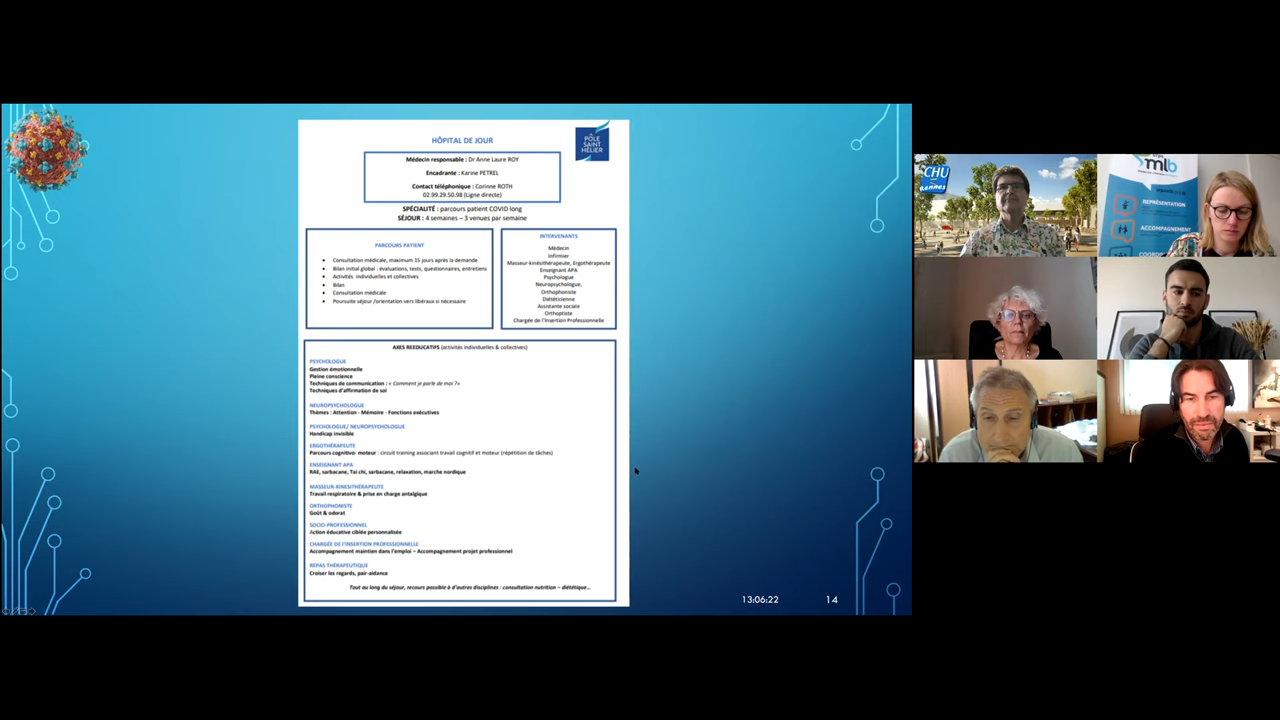 HÔPITAL DE JOUR
PÔLE
SAINT
HÉLIER
Médecin responsable : Dr Anne Laure ROY
Encadrante : Karine PETREL
Contact téléphonique : Corinne ROTH
02.99.29.50.98 (Ligne directe)
SPÉCIALITÉ : parcours patient COVID long
SÉJOUR : 4 semaines – 3 venues par semaine
PARCOURS PATIENT
• Consultation médicale, maximum 15 jours après la demande
• Bilan initial global : évaluations, tests, questionnaires, entretiens
• Activités individuelles et collectives
• Bilan
• Consultation médicale
• Poursuite séjour /orientation vers libéraux si nécessaire
INTERVENANTS
Médecin
Infirmier
Masseur-kinésithérapeute, Ergothérapeute
Enseignant APA
Psychologue
Neuropsychologue,
Orthophoniste
Diététicienne
Assistante sociale
Orthoptiste
Chargée de l'Insertion Professionnelle
AXES REEDUCATIFS (activités individuelles & collectives)
PSYCHOLOGUE
Gestion émotionnelle
Pleine conscience
Techniques de communication : « Comment je parle de moi ?»
Techniques d'affirmation de soi
NEUROPSYCHOLOGUE
Thèmes : Attention - Mémoire - Fonctions exécutives
PSYCHOLOGUE/ NEUROPSYCHOLOGUE
Handicap invisible
ERGOTHÉRAPEUTE
Parcours cognitivo- moteur : circuit training associant travail cognitif et moteur (répétition de tâches)
ENSEIGNANT APA
RAE, sarbacane, Tai chi, sarbacane, relaxation, marche nordique
MASSEUR-KINESITHÉRAPEUTE
Travail respiratoire & prise en charge antalgique
ORTHOPHONISTE
Goût & odorat
SOCIO-PROFESSIONNEL
Action éducative ciblée personnalisée
CHARGÉE DE L'INSERTION PROFESSIONNELLE
Accompagnement maintien dans l'emploi – Accompagnement projet professionnel
REPAS THÉRAPEUTIQUE
Croiser les regards, pair-aidance
Tout au long du séjour, recours possible à d'autres disciplines : consultation nutrition – diététique...
13:06:22
14
CHU
Rennes
mlb
REPRÉSENTATION
ACCOMPAGNEMENT